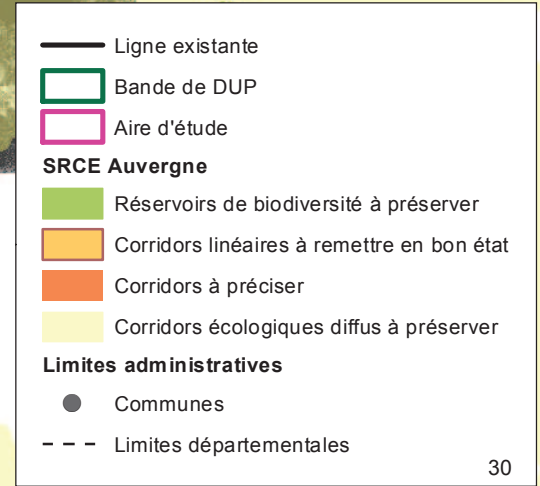 Ligne existante
Bande de DUP
Aire d'étude
SRCE Auvergne
Réservoirs de biodiversité à préserver
Corridors linéaires à remettre en bon état
Corridors à préciser
Corridors écologiques diffus à préserver
Limites administratives
Communes
Limites départementales
30